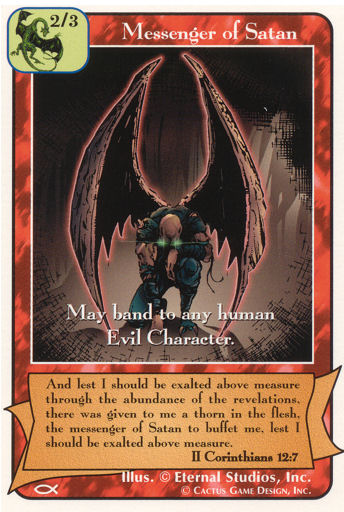 2/3
Messenger of Satan
May band to any human
Evil Character.
And lest I should be exalted above measure
through the abundance of the revelations,
there was given to me a thorn in the flesh,
the messenger of Satan to buffet me, lest I
should be exalted above measure.
II Corinthians 12:7
Illus. © Eternal Studios, Inc.
© Cactus Game Design, Inc.